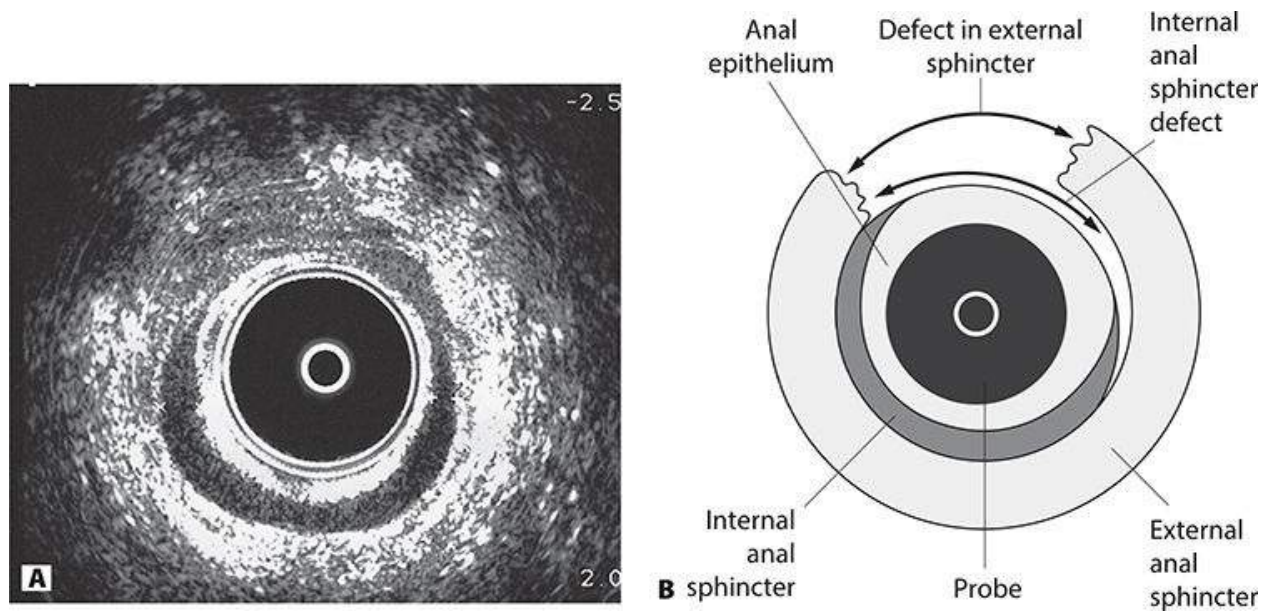 -2.5
2.0
A
Anal
epithelium
Defect in external
sphincter
Internal
anal
sphincter
defect
Internal
anal
sphincter
B
Probe
External
anal
sphincter